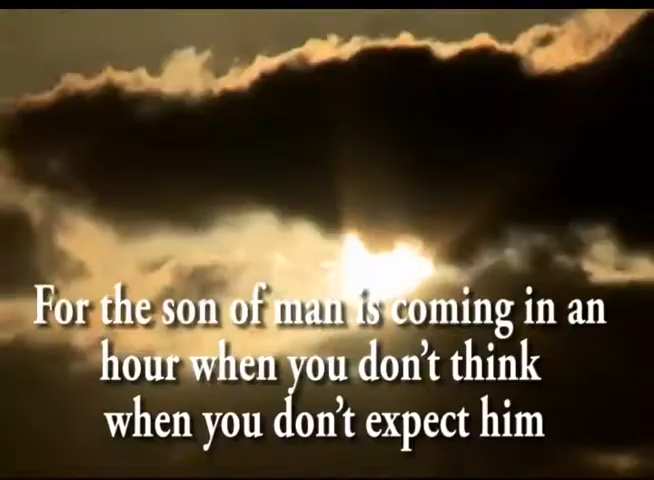 For the son of man is coming in an
hour when you don't think
when you don't expect him